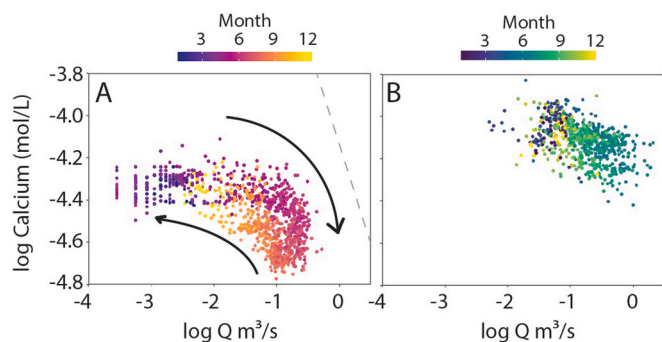 Month Month
3 6 9 12 3 6 9 12
-3.8
A B
-4.0
-4.2
-4.4
-4.6
-4.8
log Calcium (mol/L)
-4 -3 -2 -1 0 -4 -3 -2 -1 0
log Q m³/s log Q m³/s